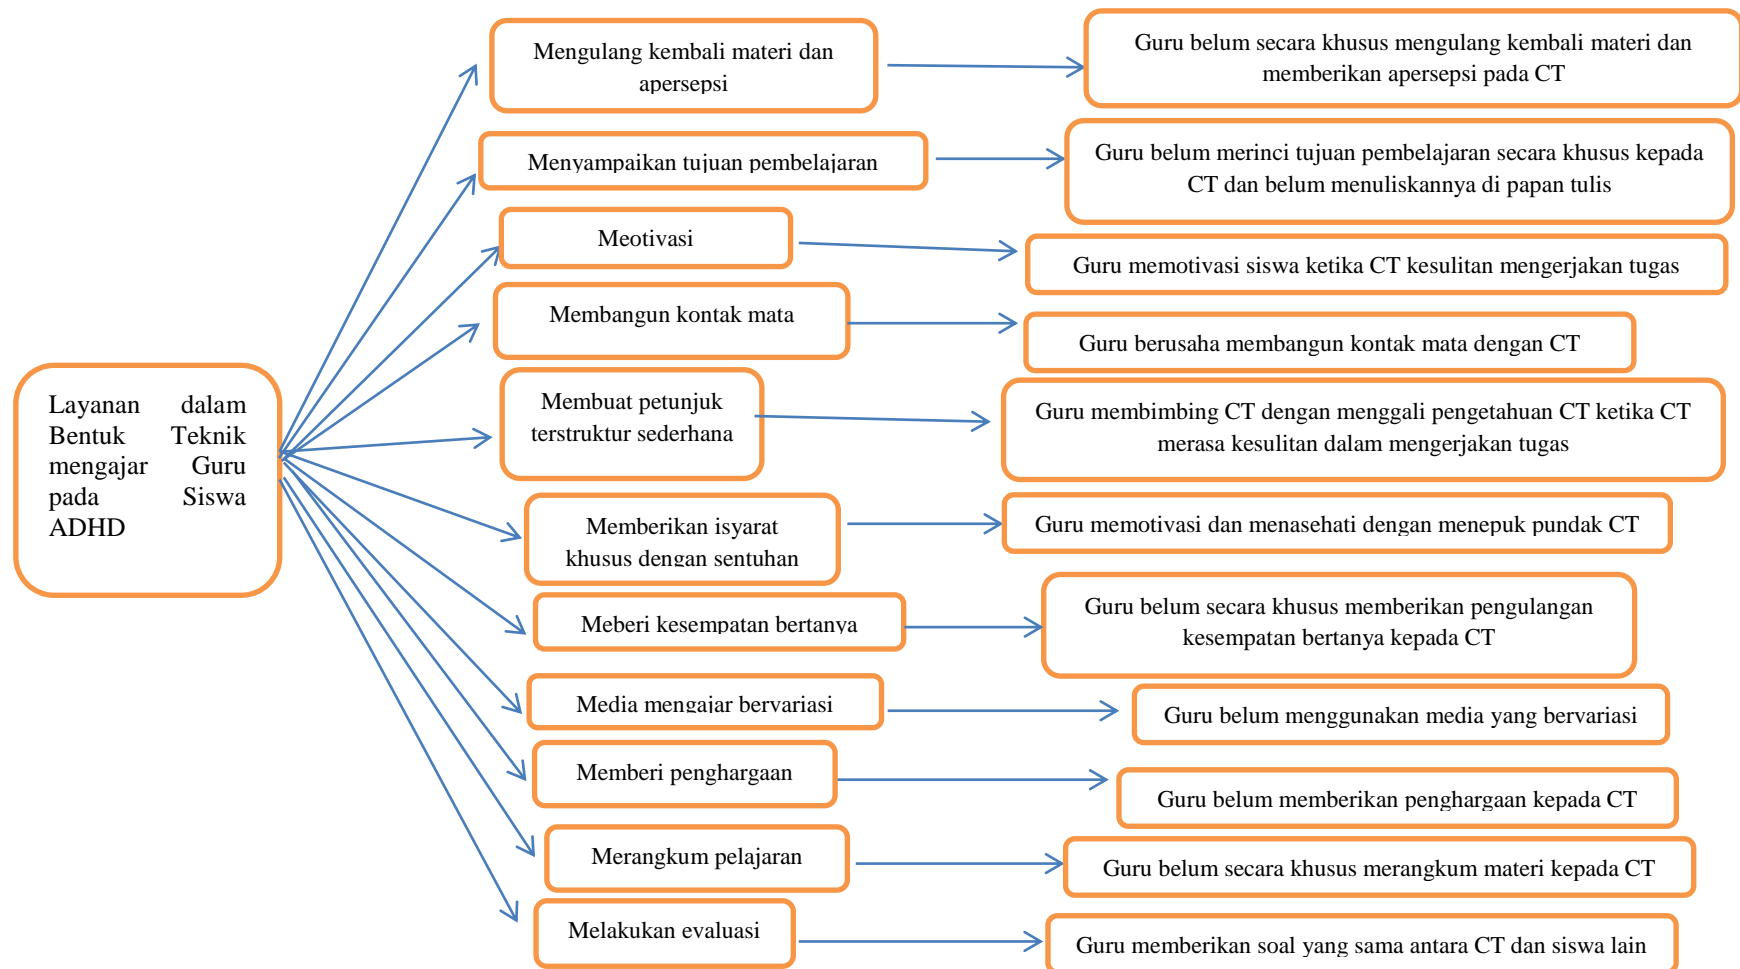 Layanan dalam
Bentuk Teknik
mengajar Guru
pada Siswa
ADHD
Mengulang kembali materi dan
apersepsi
Guru belum secara khusus mengulang kembali materi dan
memberikan apersepsi pada CT
Menyampaikan tujuan pembelajaran
Guru belum merinci tujuan pembelajaran secara khusus kepada
CT dan belum menuliskannya di papan tulis
Meotivasi
Guru memotivasi siswa ketika CT kesulitan mengerjakan tugas
Membangun kontak mata
Guru berusaha membangun kontak mata dengan CT
Membuat petunjuk
terstruktur sederhana
Guru membimbing CT dengan menggali pengetahuan CT ketika CT
merasa kesulitan dalam mengerjakan tugas
Memberikan isyarat
khusus dengan sentuhan
Guru memotivasi dan menasehati dengan menepuk pundak CT
Meberi kesempatan bertanya
Guru belum secara khusus memberikan pengulangan
kesempatan bertanya kepada CT
Media mengajar bervariasi
Guru belum menggunakan media yang bervariasi
Memberi penghargaan
Guru belum memberikan penghargaan kepada CT
Merangkum pelajaran
Guru belum secara khusus merangkum materi kepada CT
Melakukan evaluasi
Guru memberikan soal yang sama antara CT dan siswa lain